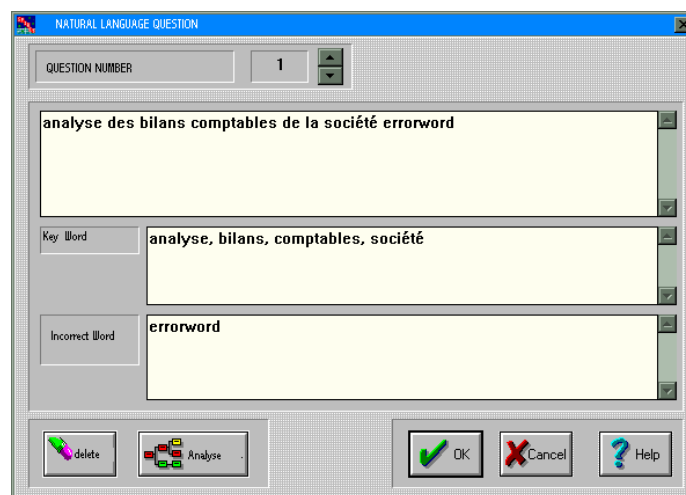 NATURAL LANGUAGE QUESTION
QUESTION NUMBER 1
analyse des bilans comptables de la société errorword
Key Word
analyse, bilans, comptables, société
Incorrect Word
errorword
delete
Analyse .
OK
Cancel
Help